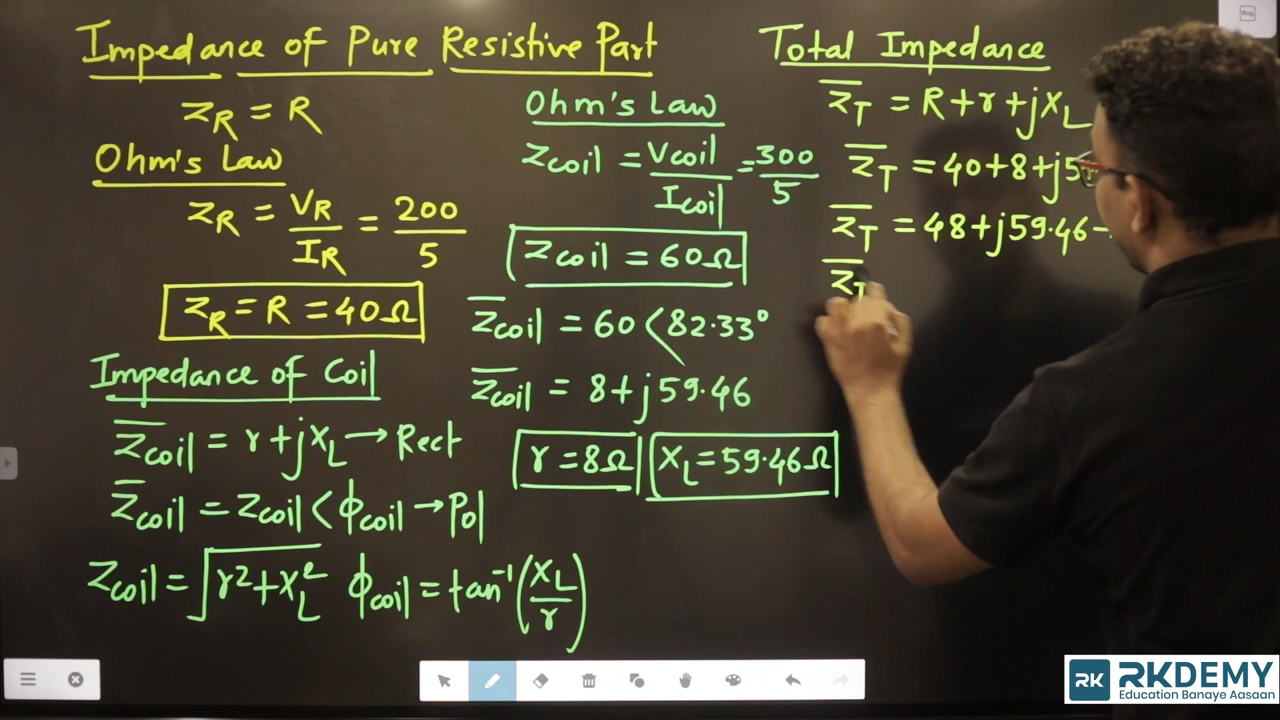 Impedance of Pure Resistive Part
Z_R = R
Ohm's Law
Z_R = V_R / I_R = 200 / 5
Z_R = R = 40Ω
Impedance of Coil
Z̅coil = r + jX_L → Rect
Z̅coil = Zcoil < ϕcoil → Pol
Zcoil = √(r² + X_L²) ϕcoil = tan⁻¹(X_L / r)
Ohm's Law
Zcoil = Vcoil / Icoil = 300 / 5
Zcoil = 60Ω
Z̅coil = 60 < 82.33°
Z̅coil = 8 + j59.46
r = 8Ω X_L = 59.46Ω
Total Impedance
Z̅_T = R + r + jX_L
Z̅_T = 40 + 8 + j5
Z̅_T = 48 + j59.46 -
Z̅_T
RK RKDEMY
Education Banaye Aasaan